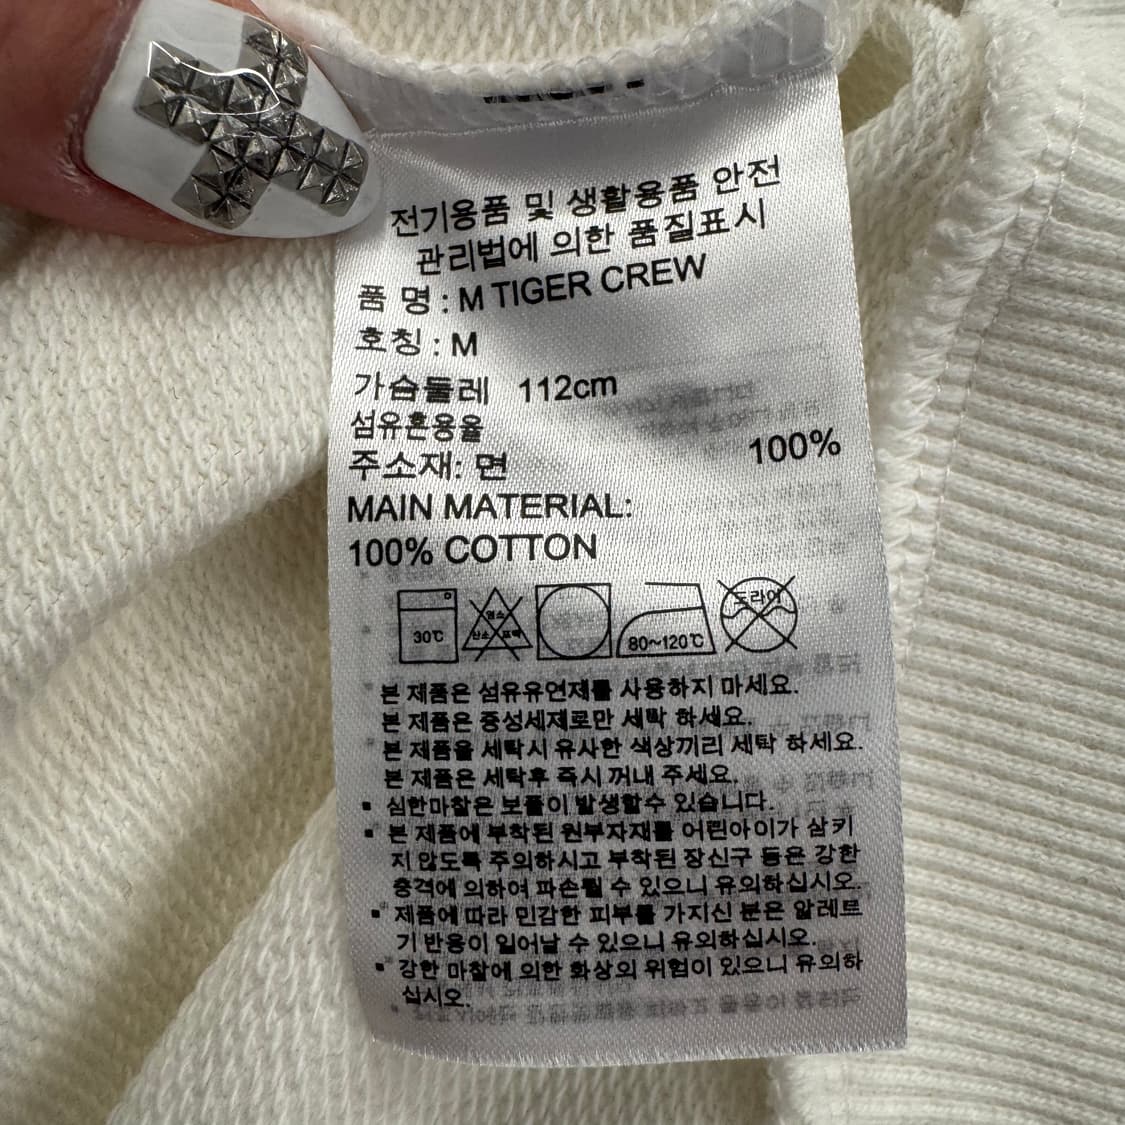 전기용품 및 생활용품 안전
관리법에 의한 품질표시
품 명 : M TIGER CREW
호칭 : M
가슴둘레 112cm
섬유혼용율
주소재: 면 100%
MAIN MATERIAL:
100% COTTON
30℃ 염소 산소 표백 80~120℃ 드라이
본 제품은 섬유유연제를 사용하지 마세요.
본 제품은 중성세제로만 세탁 하세요.
본 제품을 세탁시 유사한 색상끼리 세탁 하세요.
본 제품은 세탁후 즉시 꺼내 주세요.
▪ 심한마찰은 보풀이 발생할수 있습니다.
▪ 본 제품에 부착된 원부자재를 어린아이가 삼키
지 않도록 주의하시고 부착된 장신구 등은 강한
충격에 의하여 파손될 수 있으니 유의하십시오.
▪ 제품에 따라 민감한 피부를 가지신 분은 알레르
기 반응이 일어날 수 있으니 유의하십시오.
▪ 강한 마찰에 의한 화상의 위험이 있으니 유의하
십시오.